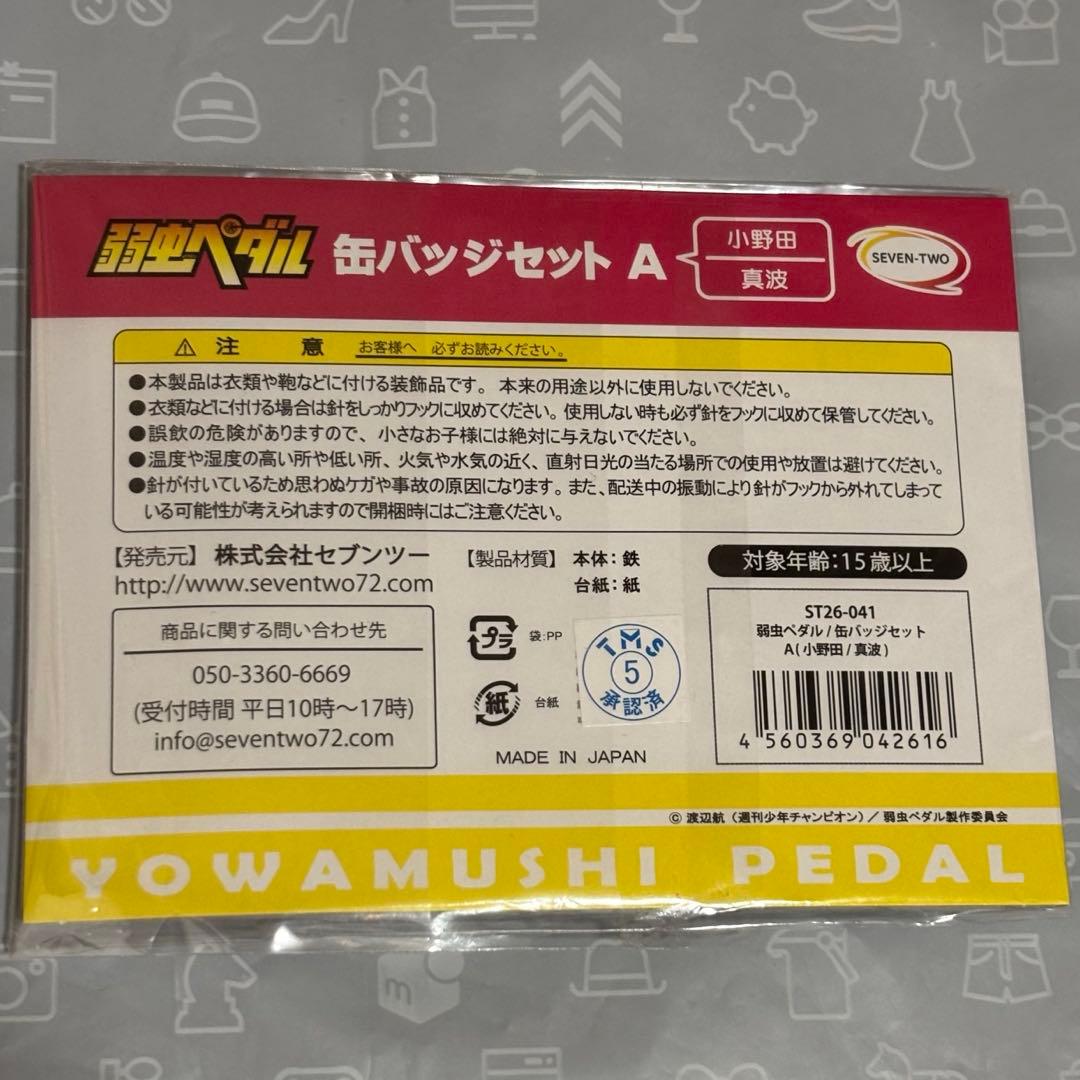 弱虫ペダル 缶バッジセット A 小野田 真波 SEVEN-TWO
⚠ 注 意 お客様へ 必ずお読みください。
●本製品は衣類や鞄などに付ける装飾品です。本来の用途以外に使用しないでください。
●衣類などに付ける場合は針をしっかりフックに収めてください。使用しない時も必ず針をフックに収めて保管してください。
●誤飲の危険がありますので、小さなお子様には絶対に与えないでください。
●温度や湿度の高い所や低い所、火気や水気の近く、直射日光の当たる場所での使用や放置は避けてください。
●針が付いているため思わぬケガや事故の原因になります。また、配送中の振動により針がフックから外れてしまって
いる可能性が考えられますので開梱時にはご注意ください。
【発売元】株式会社セブンツー
http://www.seventwo72.com
商品に関する問い合わせ先
050-3360-6669
(受付時間 平日10時～17時)
info@seventwo72.com
【製品材質】本体：鉄
台紙：紙
プラ 袋：PP
紙 台紙
TMS
5
承認済
MADE IN JAPAN
対象年齢：15歳以上
ST26-041
弱虫ペダル/缶バッジセット
A(小野田/真波)
4 560369 042616
© 渡辺航（週刊少年チャンピオン）／弱虫ペダル製作委員会
YOWAMUSHI PEDAL
m